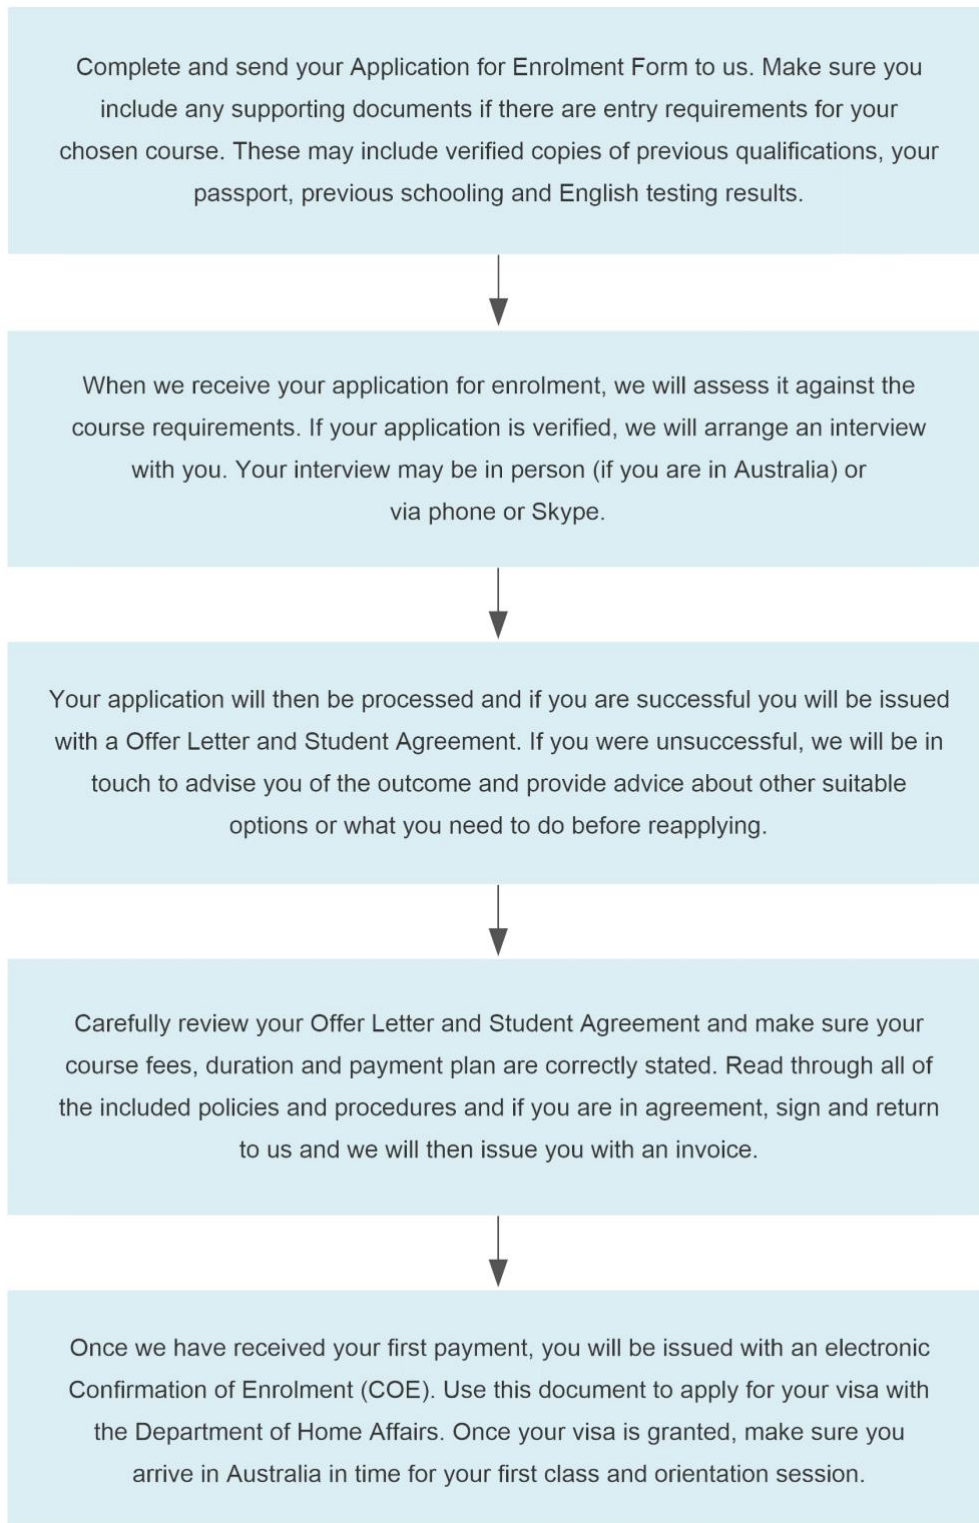 Complete and send your Application for Enrolment Form to us. Make sure you
include any supporting documents if there are entry requirements for your
chosen course. These may include verified copies of previous qualifications, your
passport, previous schooling and English testing results.
When we receive your application for enrolment, we will assess it against the
course requirements. If your application is verified, we will arrange an interview
with you. Your interview may be in person (if you are in Australia) or
via phone or Skype.
Your application will then be processed and if you are successful you will be issued
with a Offer Letter and Student Agreement. If you were unsuccessful, we will be in
touch to advise you of the outcome and provide advice about other suitable
options or what you need to do before reapplying.
Carefully review your Offer Letter and Student Agreement and make sure your
course fees, duration and payment plan are correctly stated. Read through all of
the included policies and procedures and if you are in agreement, sign and return
to us and we will then issue you with an invoice.
Once we have received your first payment, you will be issued with an electronic
Confirmation of Enrolment (COE). Use this document to apply for your visa with
the Department of Home Affairs. Once your visa is granted, make sure you
arrive in Australia in time for your first class and orientation session.